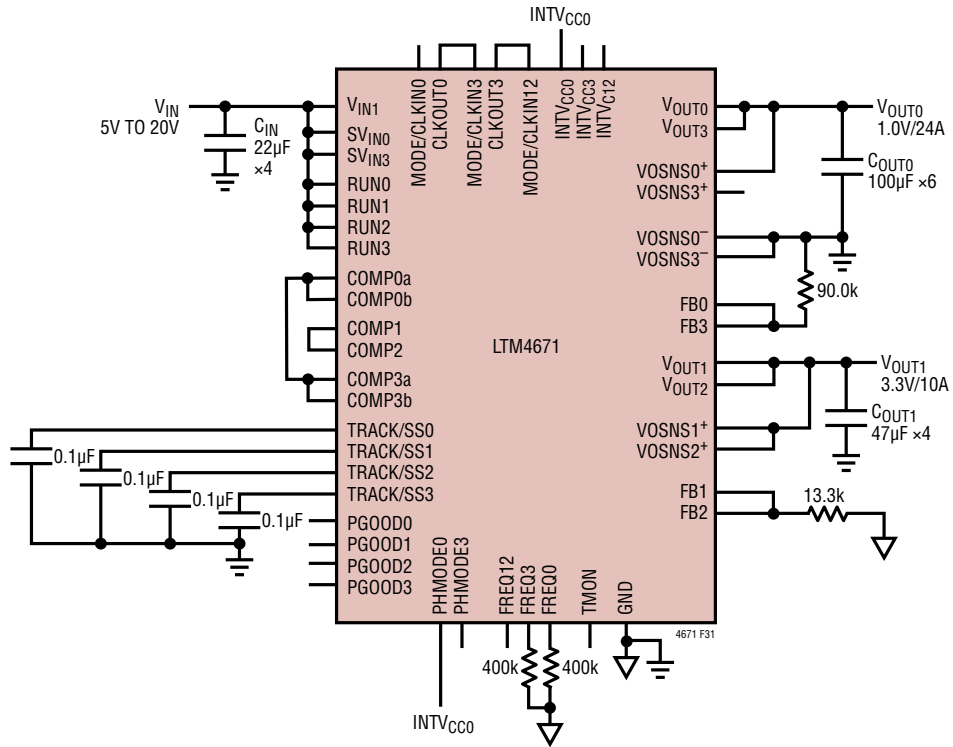 INTVCC0
MODE/CLKIN0
CLKOUT0
MODE/CLKIN3
CLKOUT3
MODE/CLKIN12
INTVCC0
INTVCC3
INTVC12
VIN
5V TO 20V
CIN
22µF
×4
VIN1
SVIN0
SVIN3
RUN0
RUN1
RUN2
RUN3
COMP0a
COMP0b
COMP1
COMP2
COMP3a
COMP3b
TRACK/SS0
TRACK/SS1
TRACK/SS2
TRACK/SS3
0.1µF
0.1µF
0.1µF
0.1µF
PGOOD0
PGOOD1
PGOOD2
PGOOD3
LTM4671
VOUT0
VOUT3
VOSNS0+
VOSNS3+
VOSNS0–
VOSNS3–
FB0
FB3
VOUT1
VOUT2
VOSNS1+
VOSNS2+
FB1
FB2
VOUT0
1.0V/24A
COUT0
100µF ×6
90.0k
VOUT1
3.3V/10A
COUT1
47µF ×4
13.3k
PHMODE0
PHMODE3
FREQ12
FREQ3
FREQ0
TMON
GND
4671 F31
400k
400k
INTVCC0